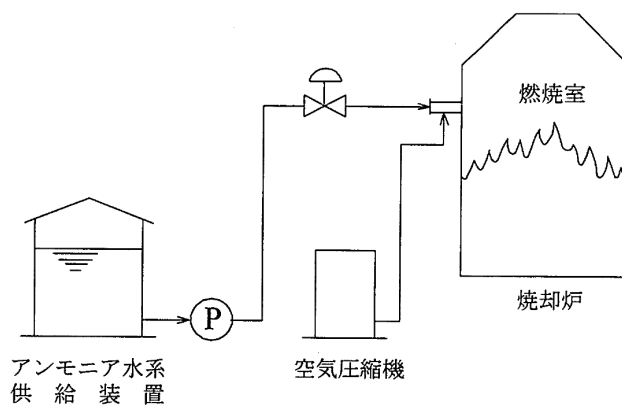 燃焼室
焼却炉
P
空気圧縮機
アンモニア水系
供給装置